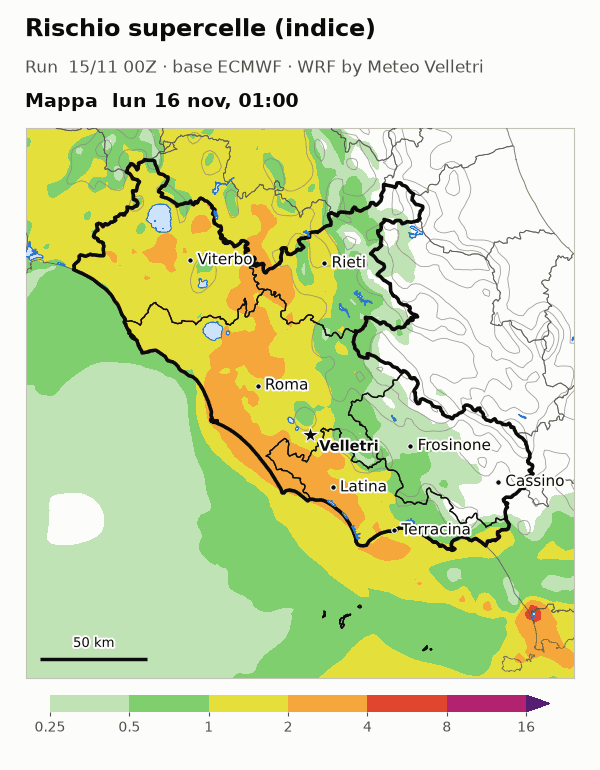 Rischio supercelle (indice)
Run  15/11 00Z · base ECMWF · WRF by Meteo Velletri
Mappa  lun 16 nov, 01:00
Viterbo
Rieti
Roma
Velletri
Frosinone
Cassino
Latina
Terracina
50 km
0.25 0.5 1 2 4 8 16